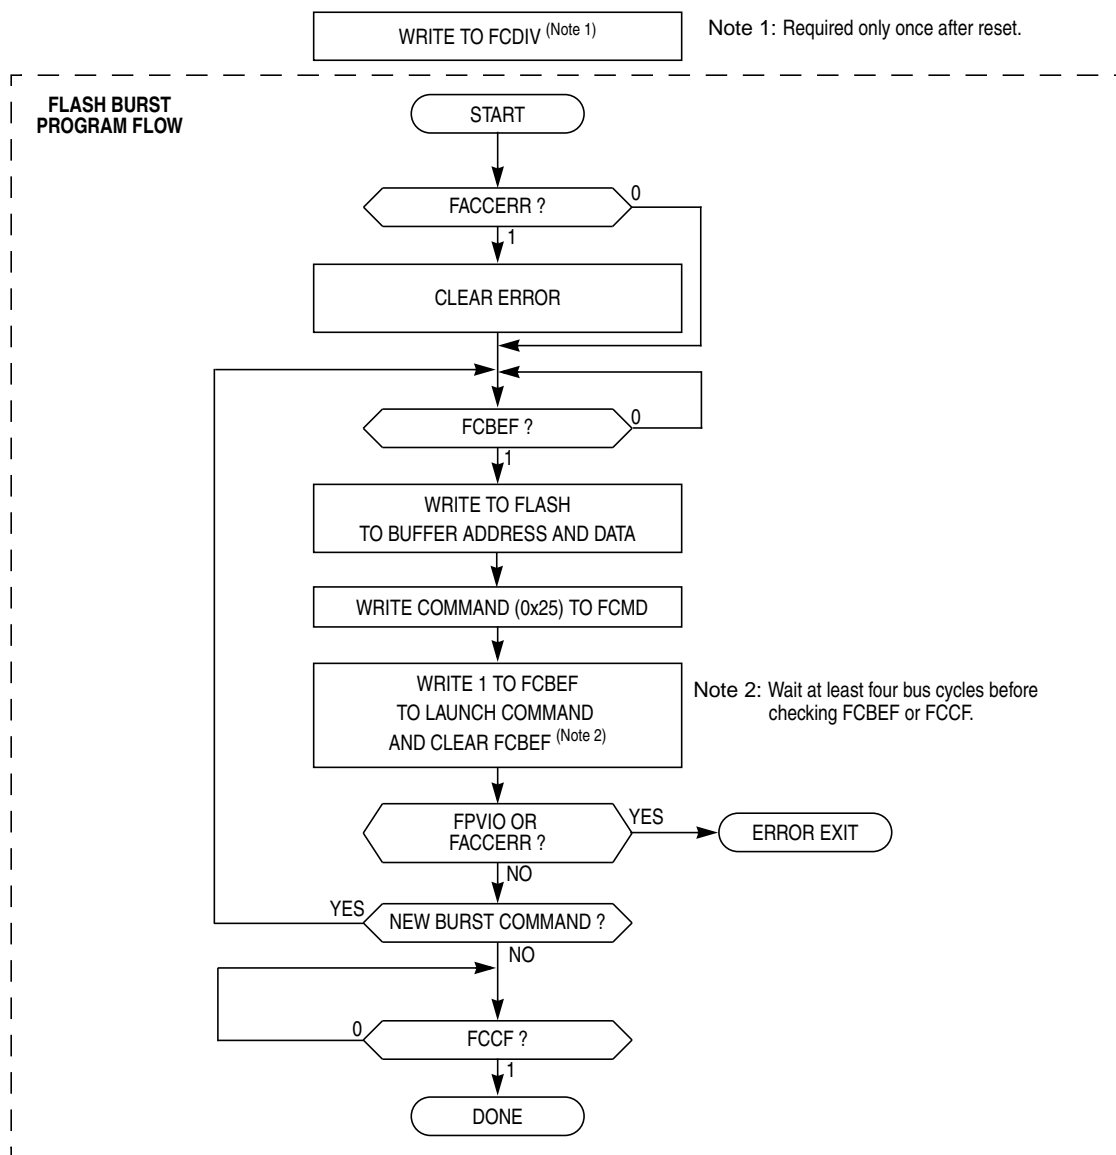 WRITE TO FCDIV (Note 1)
Note 1: Required only once after reset.
FLASH BURST
PROGRAM FLOW
START
FACCERR ?
0
1
CLEAR ERROR
FCBEF ?
0
1
WRITE TO FLASH
TO BUFFER ADDRESS AND DATA
WRITE COMMAND (0x25) TO FCMD
WRITE 1 TO FCBEF
TO LAUNCH COMMAND
AND CLEAR FCBEF (Note 2)
Note 2: Wait at least four bus cycles before
checking FCBEF or FCCF.
FPVIO OR
FACCERR ?
YES
ERROR EXIT
NO
YES
NEW BURST COMMAND ?
NO
0
FCCF ?
1
DONE